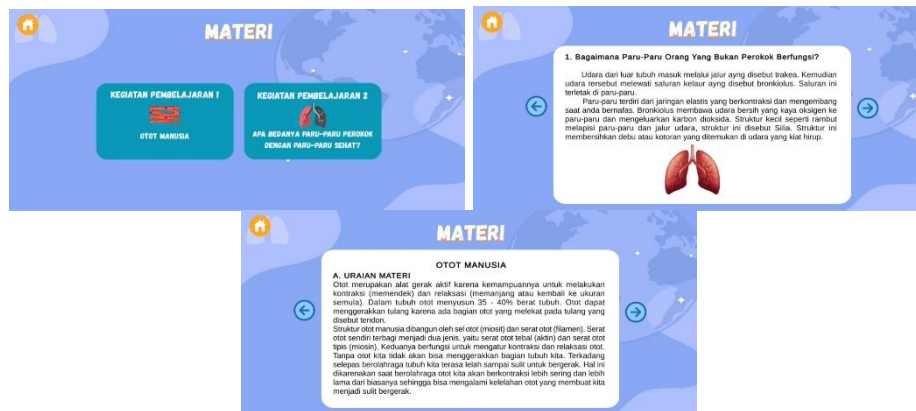 MATERI
KEGIATAN PEMBELAJARAN 1
OTOT MANUSIA
KEGIATAN PEMBELAJARAN 2
APA BEDANYA PARU-PARU PEROKOK
DENGAN PARU-PARU SEHAT?
MATERI
1. Bagaimana Paru-Paru Orang Yang Bukan Perokok Berfungsi?
Udara dari luar tubuh masuk melalui jalur ayng disebut trakea. Kemudian
udara tersebut melewati saluran kelaur ayng disebut bronkiolus. Saluran ini
terletak di paru-paru.
Paru-paru terdiri dari jaringan elastis yang berkontraksi dan mengembang
saat anda bernafas. Bronkiolus membawa udara bersih yang kaya oksigen ke
paru-paru dan mengeluarkan karbon dioksida. Struktur kecil seperti rambut
melapisi paru-paru dan jalur udara, struktur ini disebut Silia. Struktur ini
membersihkan debu atau kotoran yang ditemukan di udara yang kiat hirup.
MATERI
OTOT MANUSIA
A. URAIAN MATERI
Otot merupakan alat gerak aktif karena kemampuannya untuk melakukan
kontraksi (memendek) dan relaksasi (memanjang atau kembali ke ukuran
semula). Dalam tubuh otot menyusun 35 - 40% berat tubuh. Otot dapat
menggerakkan tulang karena ada bagian otot yang melekat pada tulang yang
disebut tendon.
Struktur otot manusia dibangun oleh sel otot (miosit) dan serat otot (filamen). Serat
otot sendiri terbagi menjadi dua jenis, yaitu serat otot tebal (aktin) dan serat otot
tipis (miosin). Keduanya berfungsi untuk mengatur kontraksi dan relaksasi otot.
Tanpa otot kita tidak akan bisa menggerakkan bagian tubuh kita. Terkadang
selepas berolahraga tubuh kita terasa lelah sampai sulit untuk bergerak. Hal ini
dikarenakan saat berolahraga otot kita akan berkontraksi lebih sering dan lebih
lama dari biasanya sehingga bisa mengalami kelelahan otot yang membuat kita
menjadi sulit bergerak.